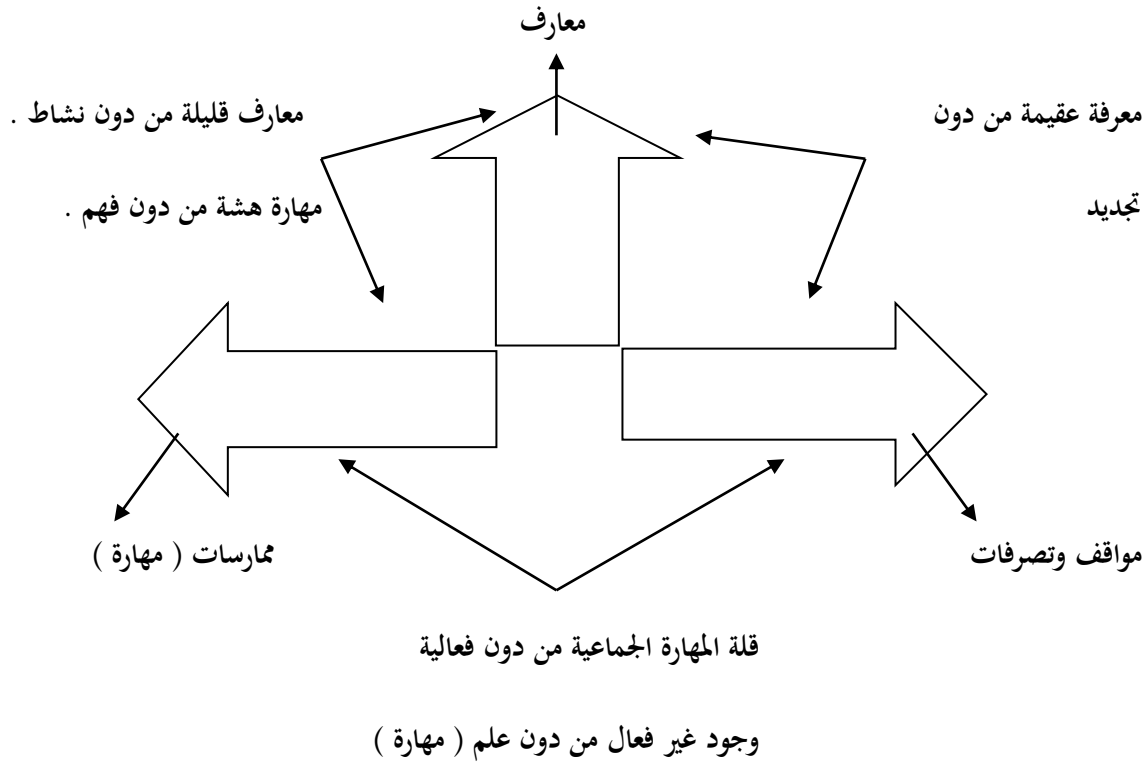 معارف
معرفة عقيمة من دون
معارف قليلة من دون نشاط .
تجديد
مهارة هشة من دون فهم .
مواقف وتصرفات
ممارسات ( مهارة )
قلة المهارة الجماعية من دون فعالية
وجود غير فعال من دون علم ( مهارة )